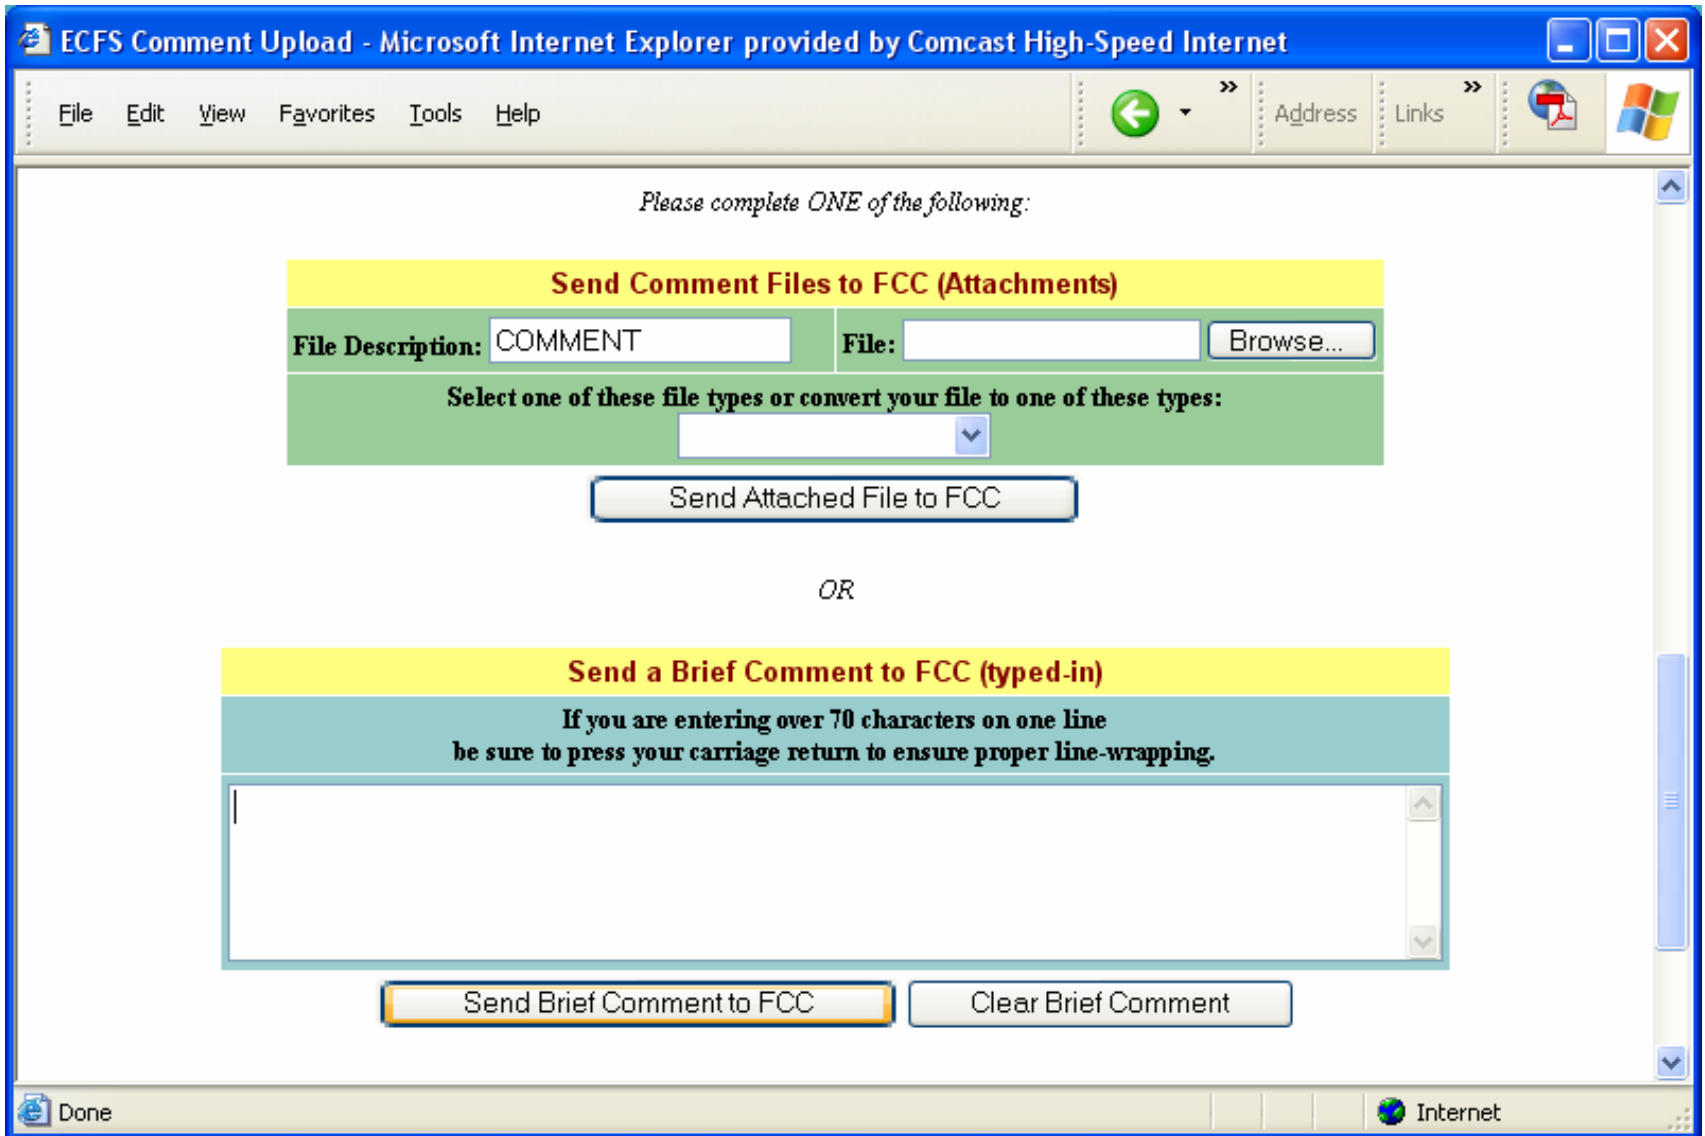 ECFS Comment Upload - Microsoft Internet Explorer provided by Comcast High-Speed Internet
File Edit View Favorites Tools Help » Address Links »
Please complete ONE of the following:
Send Comment Files to FCC (Attachments)
File Description: COMMENT File: Browse...
Select one of these file types or convert your file to one of these types:
Send Attached File to FCC
OR
Send a Brief Comment to FCC (typed-in)
If you are entering over 70 characters on one line
be sure to press your carriage return to ensure proper line-wrapping.
Send Brief Comment to FCC Clear Brief Comment
Done Internet